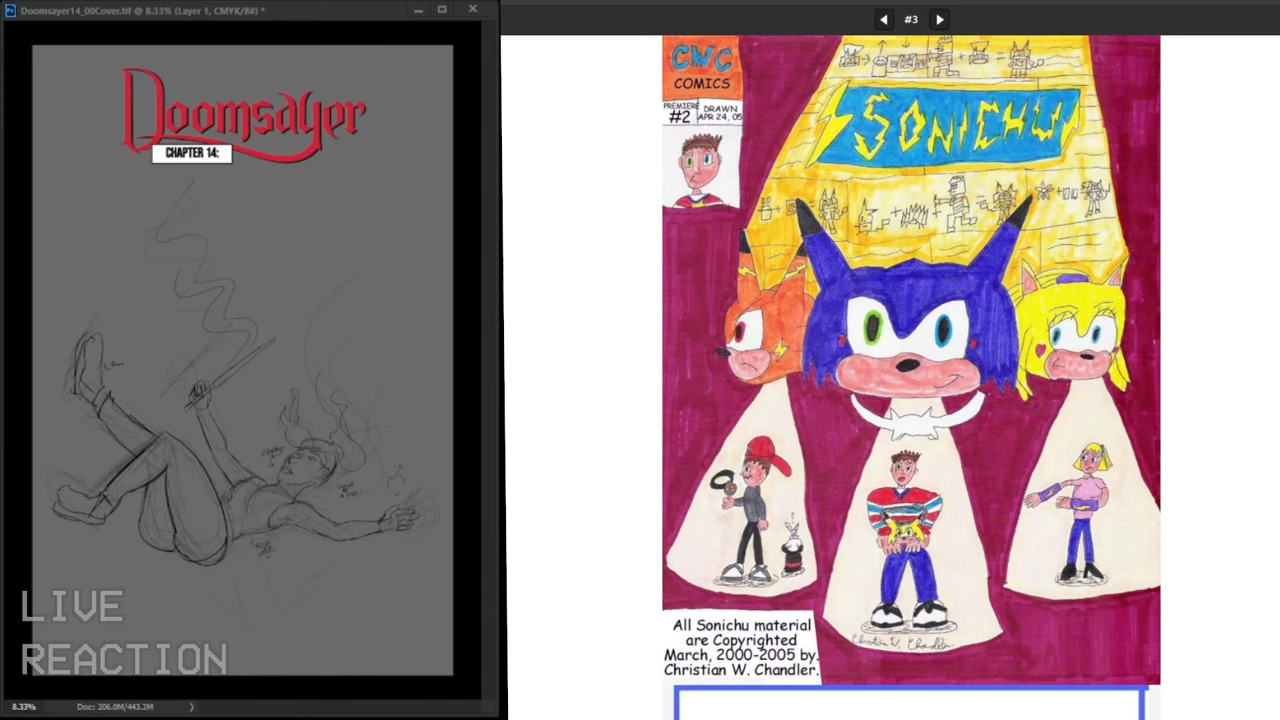 Doomsayer14_00Cover.tif @ 8.33% (Layer 1, CMYK/8#) *
Doomsayer
CHAPTER 14:
LIVE
REACTION
8.33%
Doc: 206.0M/443.2M
#3
CWC
COMICS
PREMIERE
#2
DRAWN
APR 24, 05
SONICHU
Christian W. Chandler
All Sonichu material
are Copyrighted
March, 2000-2005 by.
Christian W. Chandler.